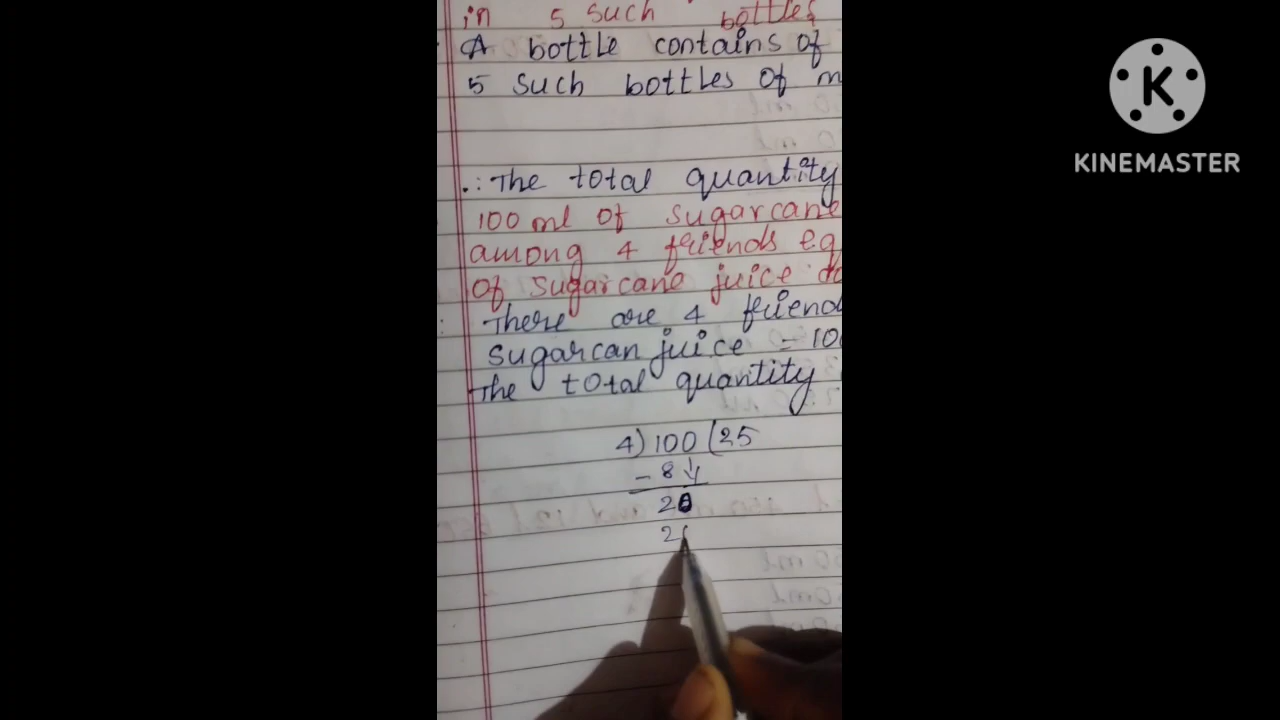 in 5 such bottles
A bottle contains of
5 such bottles of m
∴ The total quantity
100 ml of sugarcane
among 4 friends eq
of sugarcane juice do
There are 4 friend
sugarcan juice = 10
The total quantity
4) 100 (25
- 8↓
20
2
K
KINEMASTER